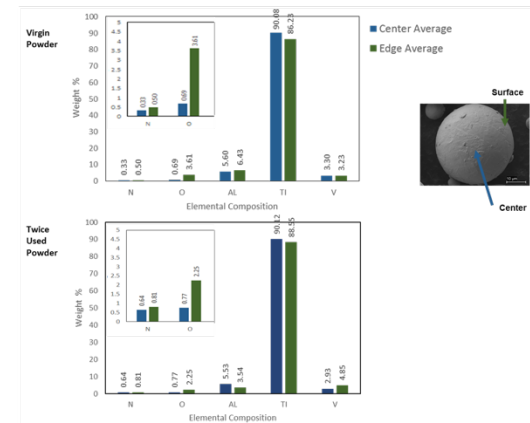 Virgin
Powder
Weight %
100
90
80
70
60
50
40
30
20
10
0
5
4.5
4
3.5
3
2.5
2
1.5
1
0.5
0
0.33
0.50
0.69
3.61
N
O
0.33
0.50
0.69
3.61
5.60
6.43
90.08
86.23
3.30
3.23
N
O
AL
TI
V
Elemental Composition
Center Average
Edge Average
Surface
Center
Twice
Used
Powder
Weight %
100
90
80
70
60
50
40
30
20
10
0
5
4.5
4
3.5
3
2.5
2
1.5
1
0.5
0
0.64
0.81
0.77
2.25
N
O
0.64
0.81
0.77
2.25
5.53
3.54
90.12
88.55
2.93
4.85
N
O
AL
TI
V
Elemental Composition